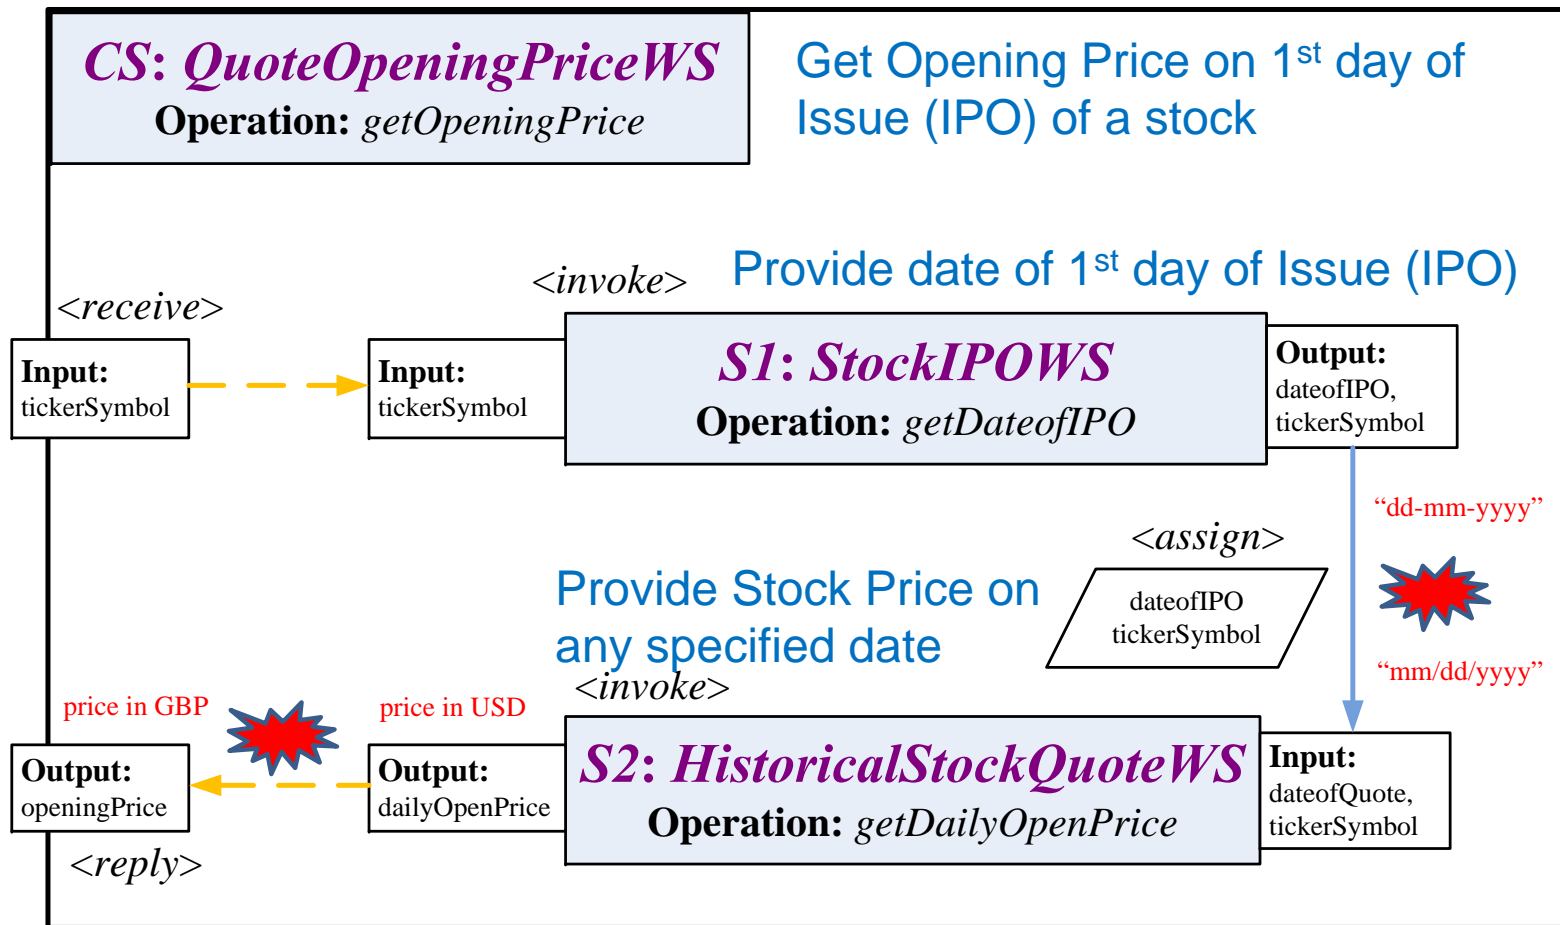 CS: QuoteOpeningPriceWS
Operation: getOpeningPrice
Get Opening Price on 1st day of
Issue (IPO) of a stock
<receive>
<invoke>
Provide date of 1st day of Issue (IPO)
Input:
tickerSymbol
Input:
tickerSymbol
S1: StockIPOWS
Operation: getDateofIPO
Output:
dateofIPO,
tickerSymbol
“dd-mm-yyyy”
<assign>
dateofIPO
tickerSymbol
“mm/dd/yyyy”
Provide Stock Price on
any specified date
<invoke>
price in GBP
price in USD
Output:
openingPrice
Output:
dailyOpenPrice
S2: HistoricalStockQuoteWS
Operation: getDailyOpenPrice
Input:
dateofQuote,
tickerSymbol
<reply>